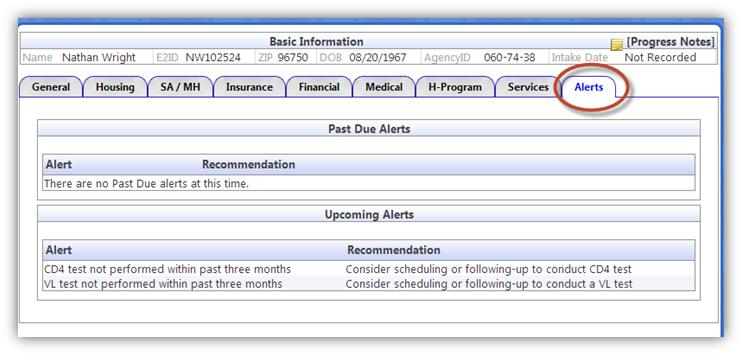 Basic Information [Progress Notes]
Name Nathan Wright E2ID NW102524 ZIP 96750 DOB 08/20/1967 AgencyID 060-74-38 Intake Date Not Recorded
General Housing SA / MH Insurance Financial Medical H-Program Services Alerts
Past Due Alerts
Alert Recommendation
There are no Past Due alerts at this time.
Upcoming Alerts
Alert Recommendation
CD4 test not performed within past three months Consider scheduling or following-up to conduct CD4 test
VL test not performed within past three months Consider scheduling or following-up to conduct a VL test